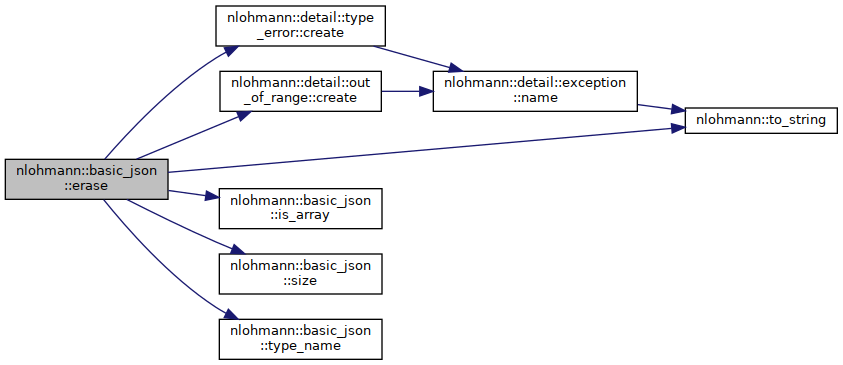 nlohmann::basic_json
::erase
nlohmann::detail::type
_error::create
nlohmann::detail::out
_of_range::create
nlohmann::detail::exception
::name
nlohmann::to_string
nlohmann::basic_json
::is_array
nlohmann::basic_json
::size
nlohmann::basic_json
::type_name